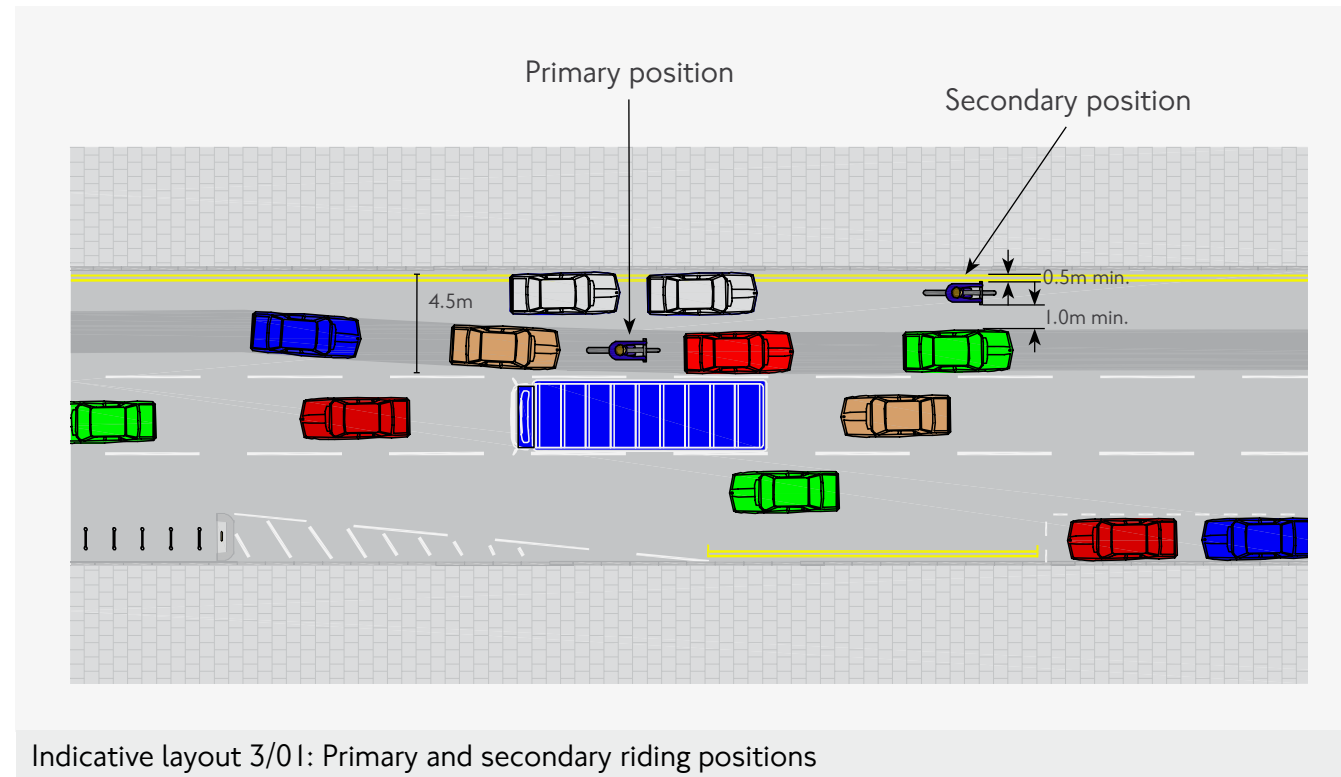 Primary position
Secondary position
0.5m min.
4.5m
1.0m min.
Indicative layout 3/01: Primary and secondary riding positions